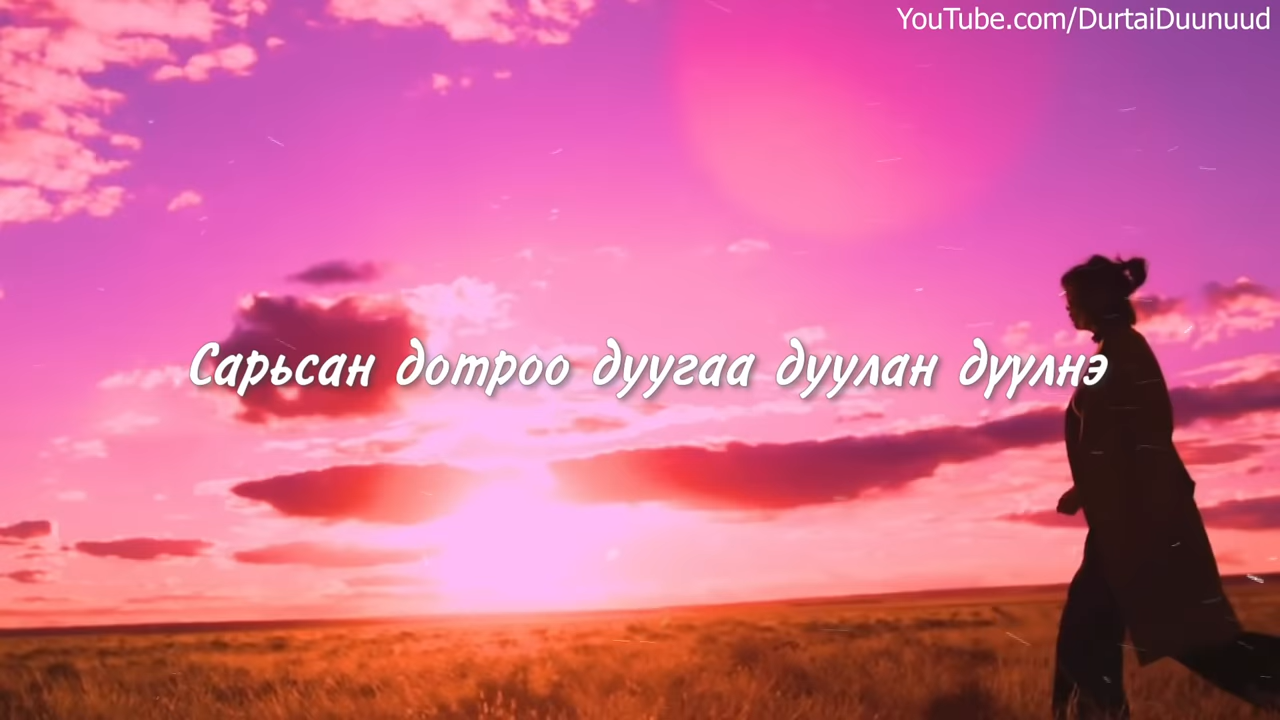 YouTube.com/DurtaiDuunuud
Сарьсан дотроо дуугаа дуулан дүүлнэ